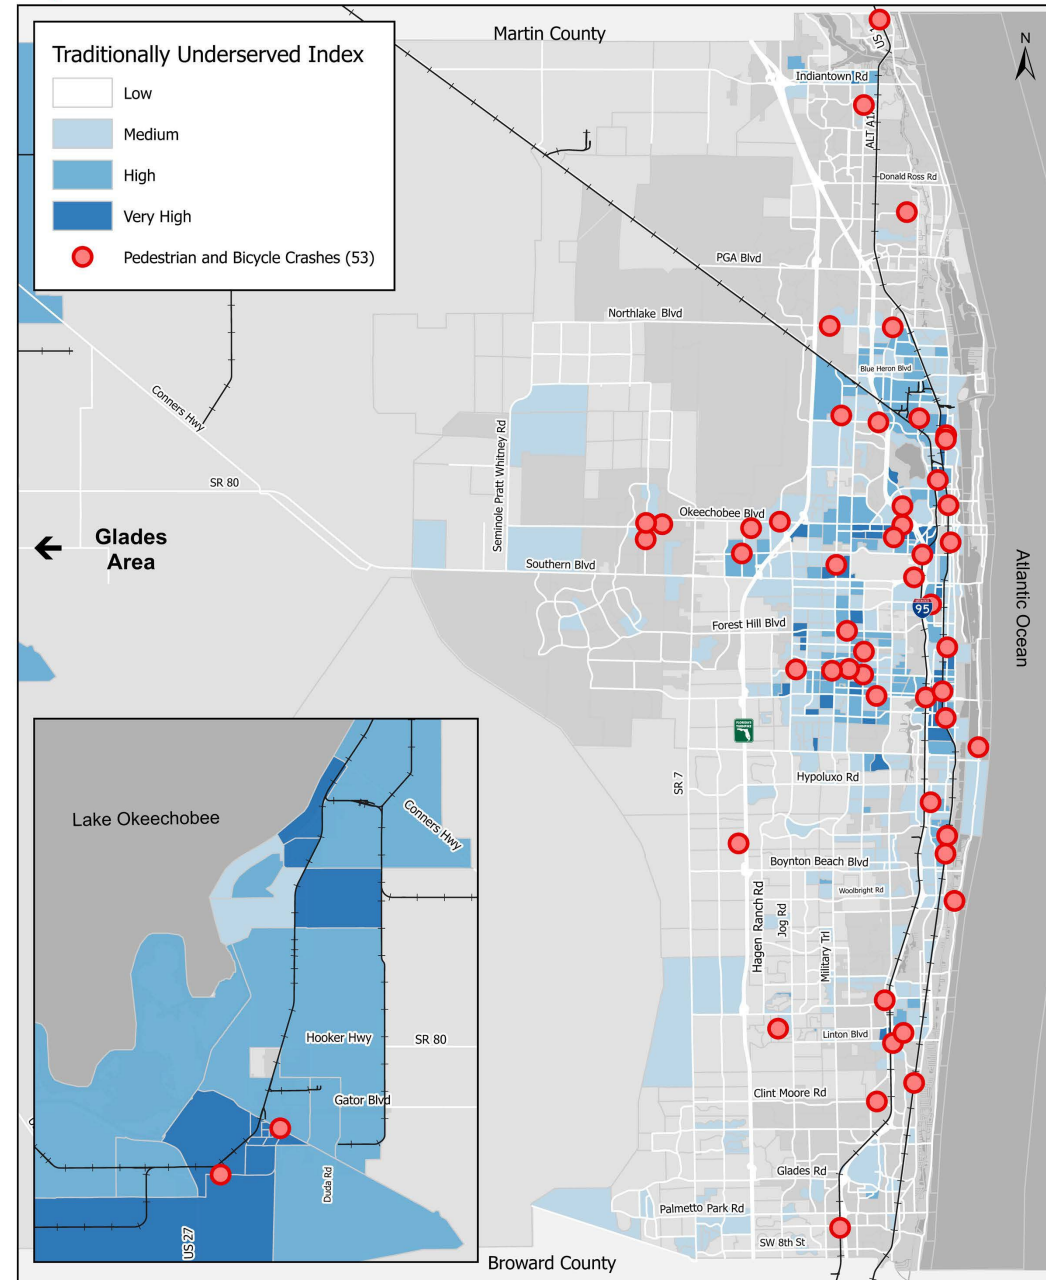 Traditionally Underserved Index
Low
Medium
High
Very High
Pedestrian and Bicycle Crashes (53)
Martin County
N
US 1
Indiantown Rd
ALT A1A
Donald Ross Rd
PGA Blvd
Northlake Blvd
Blue Heron Blvd
Conners Hwy
Seminole Pratt Whitney Rd
SR 80
Okeechobee Blvd
Glades
Area
Southern Blvd
Atlantic Ocean
95
Forest Hill Blvd
SR 7
Hypoluxo Rd
Lake Okeechobee
Conners Hwy
Boynton Beach Blvd
Woolbright Rd
Hagen Ranch Rd
Jog Rd
Military Trl
Hooker Hwy
SR 80
Linton Blvd
Gator Blvd
Clint Moore Rd
Duda Rd
Glades Rd
US 27
Palmetto Park Rd
SW 8th St
Broward County